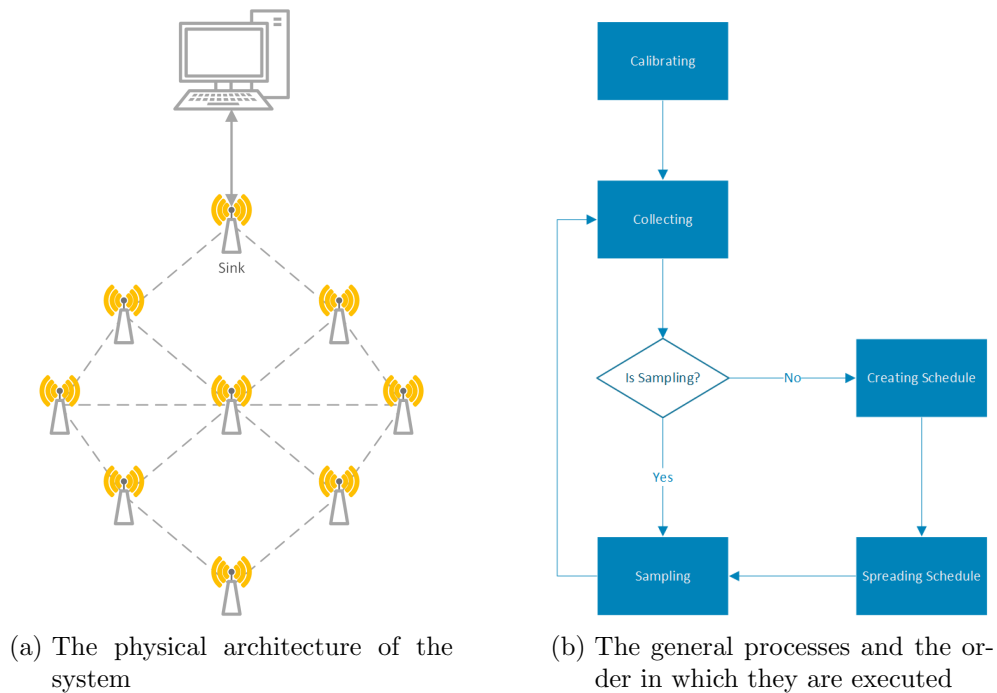 Sink
(a) The physical architecture of the
system
Calibrating
Collecting
Is Sampling?
No
Creating Schedule
Yes
Sampling
Spreading Schedule
(b) The general processes and the or-
der in which they are executed